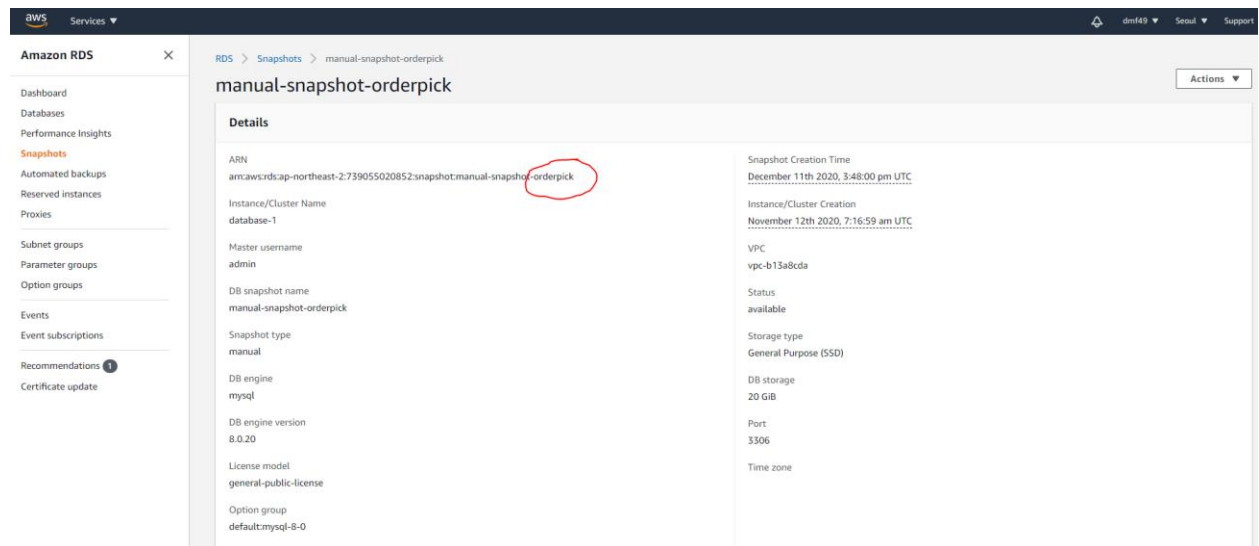 aws Services ▼ dmf49 ▼ Seoul ▼ Support
Amazon RDS ×
Dashboard
Databases
Performance Insights
Snapshots
Automated backups
Reserved instances
Proxies
Subnet groups
Parameter groups
Option groups
Events
Event subscriptions
Recommendations 1
Certificate update
RDS > Snapshots > manual-snapshot-orderpick
manual-snapshot-orderpick
Actions ▼
Details
ARN
arn:aws:rds:ap-northeast-2:739055020852:snapshot:manual-snapshot-orderpick
Instance/Cluster Name
database-1
Master username
admin
DB snapshot name
manual-snapshot-orderpick
Snapshot type
manual
DB engine
mysql
DB engine version
8.0.20
License model
general-public-license
Option group
default:mysql-8-0
Snapshot Creation Time
December 11th 2020, 3:48:00 pm UTC
Instance/Cluster Creation
November 12th 2020, 7:16:59 am UTC
VPC
vpc-b13a8cda
Status
available
Storage type
General Purpose (SSD)
DB storage
20 GiB
Port
3306
Time zone